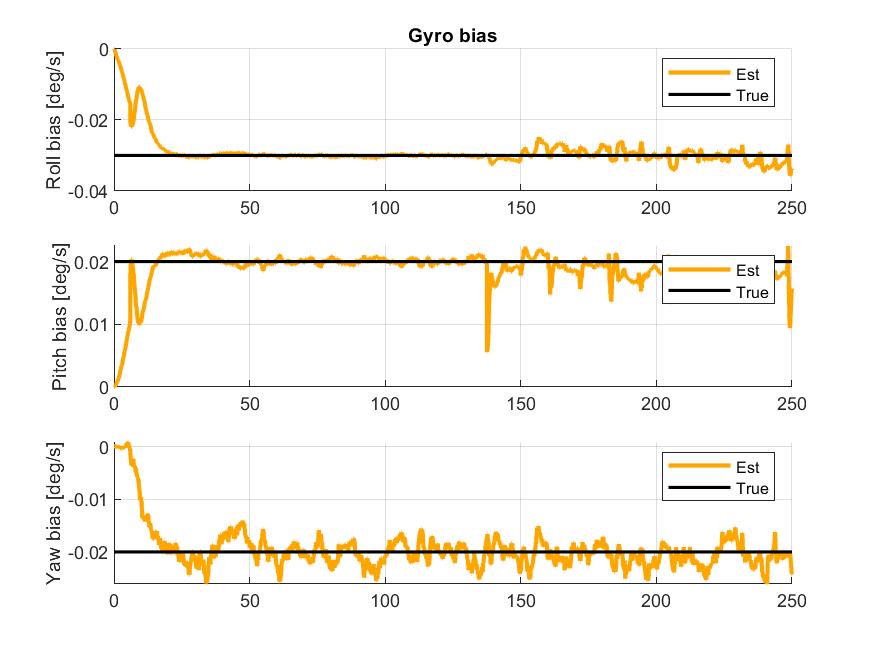 Gyro bias
Roll bias [deg/s]
0
-0.02
-0.04
Est
True
0 50 100 150 200 250
Pitch bias [deg/s]
0.02
0.01
0
Est
True
0 50 100 150 200 250
Yaw bias [deg/s]
0
-0.01
-0.02
Est
True
0 50 100 150 200 250